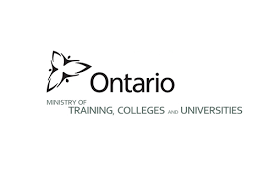 Ontario
MINISTRY OF
TRAINING, COLLEGES AND UNIVERSITIES